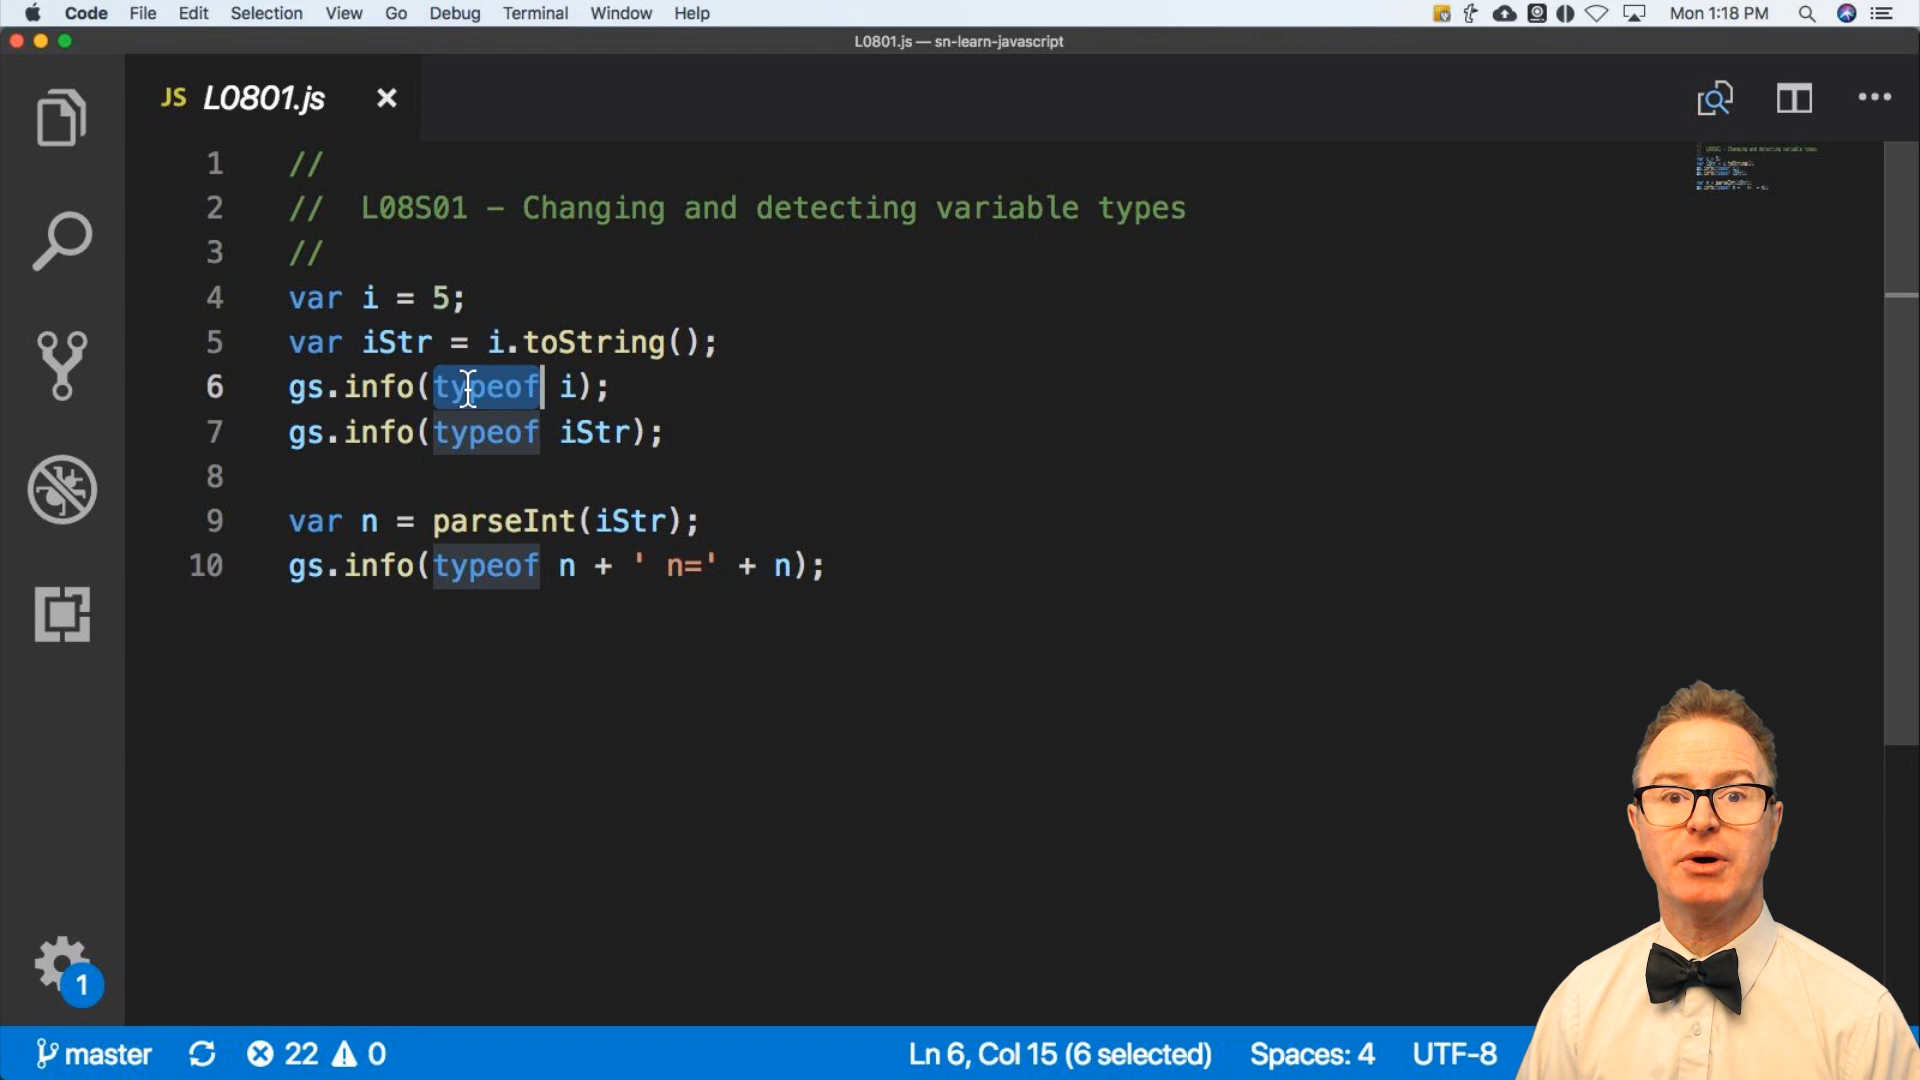 Code File Edit Selection View Go Debug Terminal Window Help Mon 1:18 PM
L0801.js — sn-learn-javascript
JS L0801.js
1 //
2 // L08S01 – Changing and detecting variable types
3 //
4 var i = 5;
5 var iStr = i.toString();
6 gs.info(typeof i);
7 gs.info(typeof iStr);
8
9 var n = parseInt(iStr);
10 gs.info(typeof n + ' n=' + n);
1
master 22 0 Ln 6, Col 15 (6 selected) Spaces: 4 UTF-8